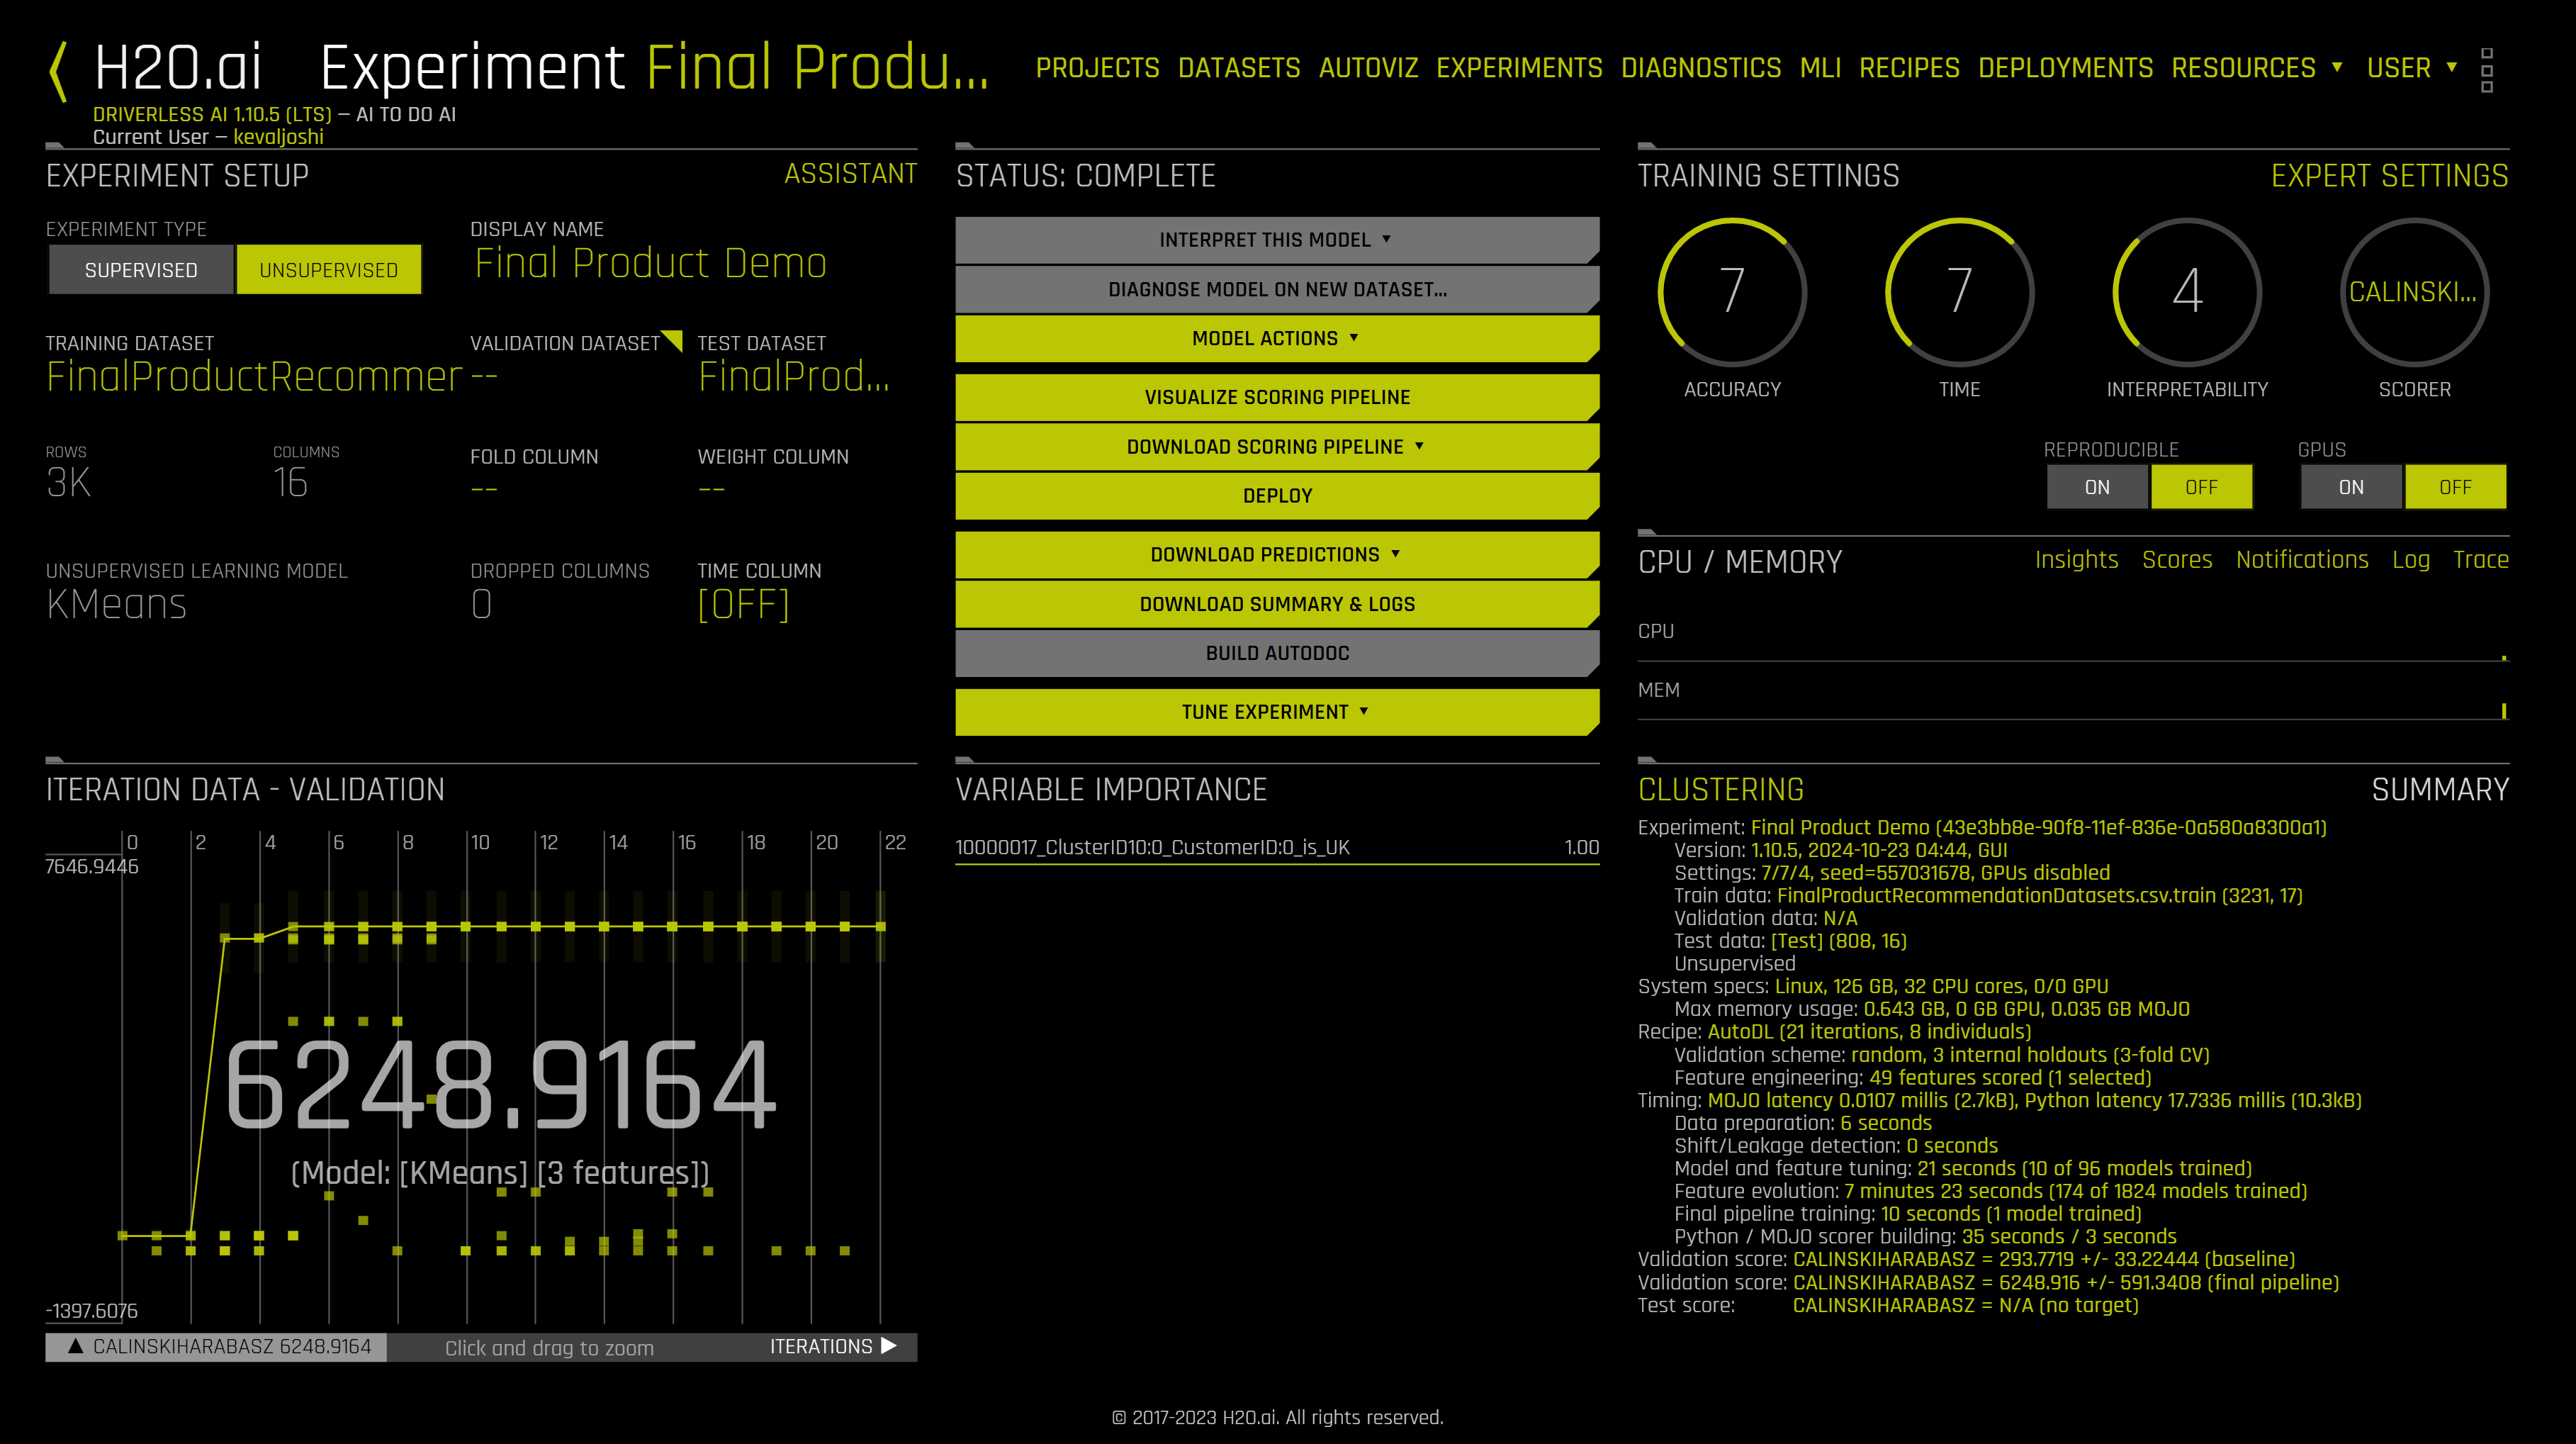 H2O.ai Experiment Final Produ...
PROJECTS DATASETS AUTOVIZ EXPERIMENTS DIAGNOSTICS MLI RECIPES DEPLOYMENTS RESOURCES ▼ USER ▼
DRIVERLESS AI 1.10.5 (LTS) – AI TO DO AI
Current User – kevaljoshi
EXPERIMENT SETUP ASSISTANT
EXPERIMENT TYPE
SUPERVISED UNSUPERVISED
DISPLAY NAME
Final Product Demo
TRAINING DATASET
FinalProductRecommer
VALIDATION DATASET
--
TEST DATASET
FinalProd...
ROWS
3K
COLUMNS
16
FOLD COLUMN
--
WEIGHT COLUMN
--
UNSUPERVISED LEARNING MODEL
KMeans
DROPPED COLUMNS
0
TIME COLUMN
[OFF]
STATUS: COMPLETE
INTERPRET THIS MODEL ▼
DIAGNOSE MODEL ON NEW DATASET...
MODEL ACTIONS ▼
VISUALIZE SCORING PIPELINE
DOWNLOAD SCORING PIPELINE ▼
DEPLOY
DOWNLOAD PREDICTIONS ▼
DOWNLOAD SUMMARY & LOGS
BUILD AUTODOC
TUNE EXPERIMENT ▼
TRAINING SETTINGS EXPERT SETTINGS
7 7 4 CALINSKI...
ACCURACY TIME INTERPRETABILITY SCORER
REPRODUCIBLE GPUS
ON OFF ON OFF
CPU / MEMORY Insights Scores Notifications Log Trace
CPU
MEM
ITERATION DATA - VALIDATION
0 2 4 6 8 10 12 14 16 18 20 22
7646.9446
6248.9164
(Model: [KMeans] [3 features])
-1397.6076
▲ CALINSKIHARABASZ 6248.9164 Click and drag to zoom ITERATIONS ▶
VARIABLE IMPORTANCE
10000017_ClusterID10:0_CustomerID:0_is_UK 1.00
CLUSTERING SUMMARY
Experiment: Final Product Demo (43e3bb8e-90f8-11ef-836e-0a580a8300a1)
Version: 1.10.5, 2024-10-23 04:44, GUI
Settings: 7/7/4, seed=557031678, GPUs disabled
Train data: FinalProductRecommendationDatasets.csv.train (3231, 17)
Validation data: N/A
Test data: [Test] (808, 16)
Unsupervised
System specs: Linux, 126 GB, 32 CPU cores, 0/0 GPU
Max memory usage: 0.643 GB, 0 GB GPU, 0.035 GB MOJO
Recipe: AutoDL (21 iterations, 8 individuals)
Validation scheme: random, 3 internal holdouts (3-fold CV)
Feature engineering: 49 features scored (1 selected)
Timing: MOJO latency 0.0107 millis (2.7kB), Python latency 17.7336 millis (10.3kB)
Data preparation: 6 seconds
Shift/Leakage detection: 0 seconds
Model and feature tuning: 21 seconds (10 of 96 models trained)
Feature evolution: 7 minutes 23 seconds (174 of 1824 models trained)
Final pipeline training: 10 seconds (1 model trained)
Python / MOJO scorer building: 35 seconds / 3 seconds
Validation score: CALINSKIHARABASZ = 293.7719 +/- 33.22444 (baseline)
Validation score: CALINSKIHARABASZ = 6248.916 +/- 591.3408 (final pipeline)
Test score: CALINSKIHARABASZ = N/A (no target)
© 2017-2023 H2O.ai. All rights reserved.